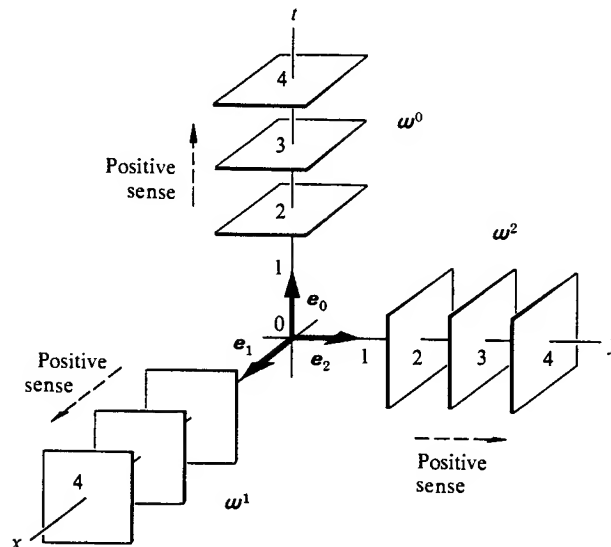 t
4
ω⁰
3
Positive
sense
2
ω²
1
e₀
0
e₁
e₂
1
2
3
4
Positive
sense
Positive
sense
4
ω¹
x